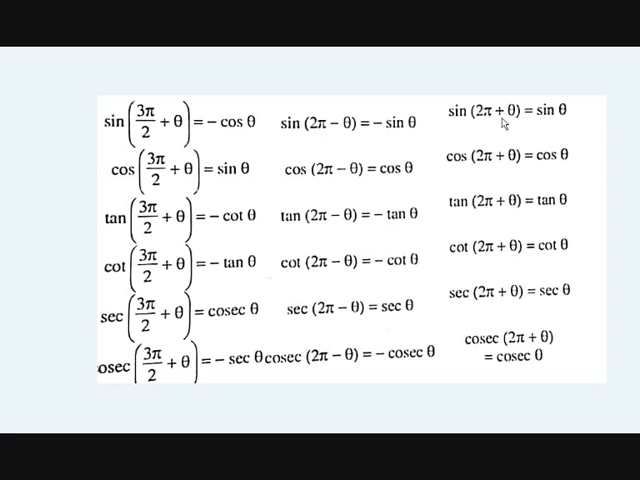 sin(3π/2 + θ) = − cos θ sin (2π − θ) = − sin θ sin (2π + θ) = sin θ
cos(3π/2 + θ) = sin θ cos (2π − θ) = cos θ cos (2π + θ) = cos θ
tan(3π/2 + θ) = − cot θ tan (2π − θ) = − tan θ tan (2π + θ) = tan θ
cot(3π/2 + θ) = − tan θ cot (2π − θ) = − cot θ cot (2π + θ) = cot θ
sec(3π/2 + θ) = cosec θ sec (2π − θ) = sec θ sec (2π + θ) = sec θ
osec(3π/2 + θ) = − sec θ cosec (2π − θ) = − cosec θ cosec (2π + θ)
= cosec θ